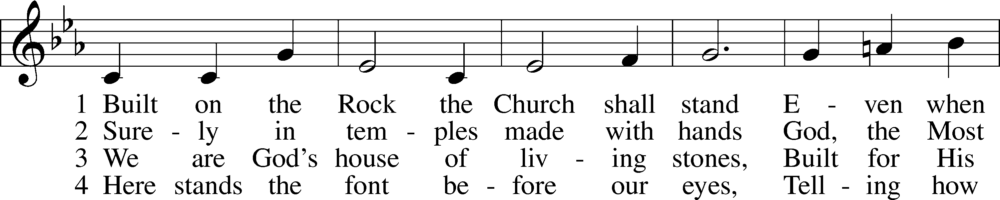 1 Built on the Rock the Church shall stand E - ven when
2 Sure - ly in tem - ples made with hands God, the Most
3 We are God's house of liv - ing stones, Built for His
4 Here stands the font be - fore our eyes, Tell - ing how